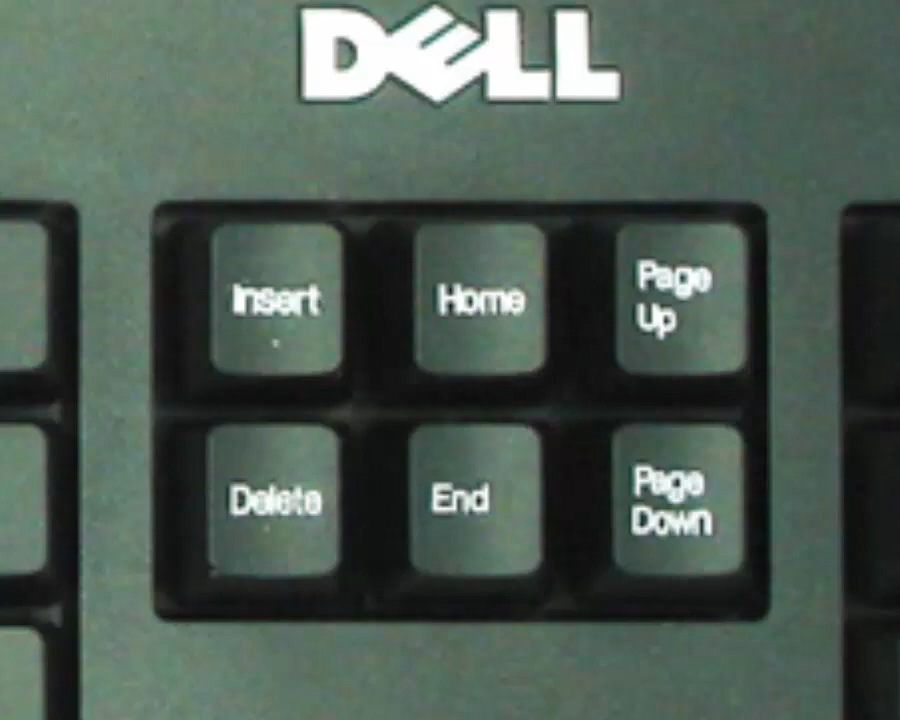 DELL
Insert
Home
Page
Up
Delete
End
Page
Down